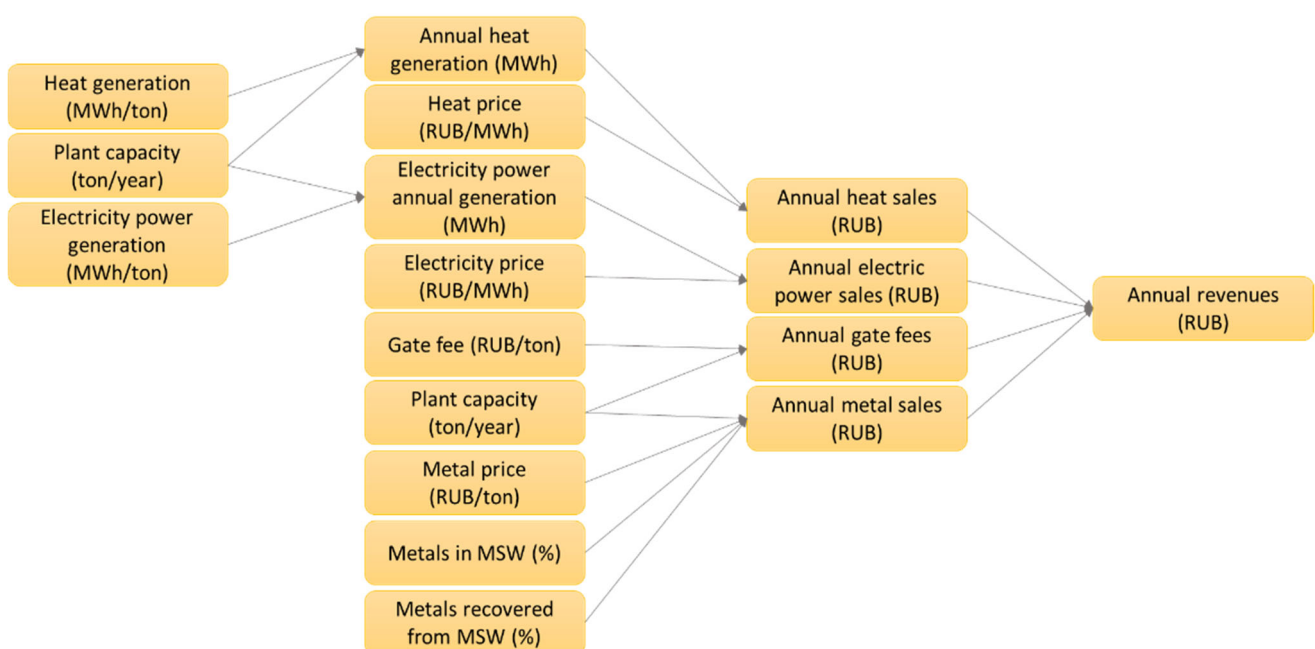 Heat generation
(MWh/ton)
Plant capacity
(ton/year)
Electricity power
generation
(MWh/ton)
Annual heat
generation (MWh)
Heat price
(RUB/MWh)
Electricity power
annual generation
(MWh)
Electricity price
(RUB/MWh)
Gate fee (RUB/ton)
Plant capacity
(ton/year)
Metal price
(RUB/ton)
Metals in MSW (%)
Metals recovered
from MSW (%)
Annual heat sales
(RUB)
Annual electric
power sales (RUB)
Annual gate fees
(RUB)
Annual metal sales
(RUB)
Annual revenues
(RUB)